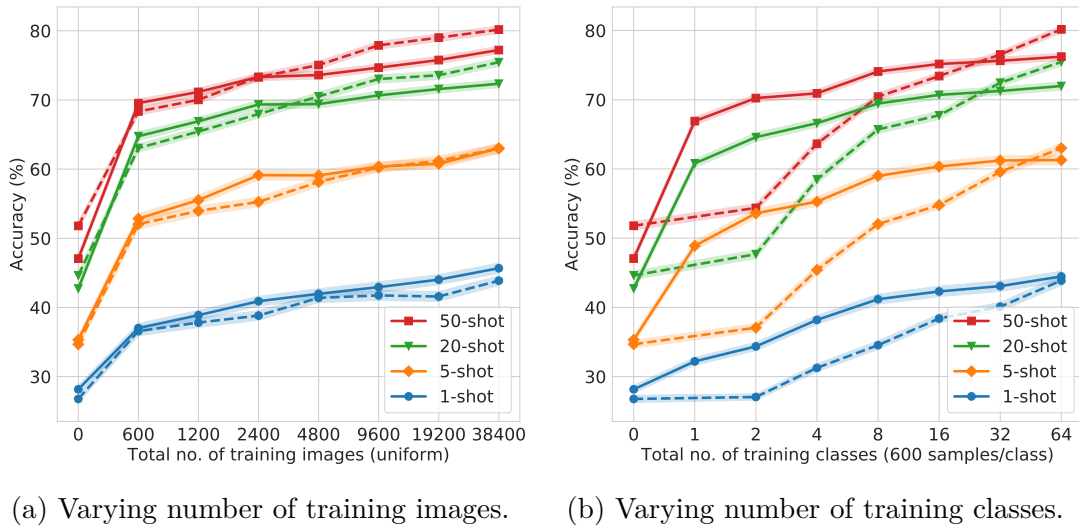 80
70
60
50
40
30
Accuracy (%)
50-shot
20-shot
5-shot
1-shot
0 600 1200 2400 4800 9600 19200 38400
Total no. of training images (uniform)
(a) Varying number of training images.
80
70
60
50
40
30
Accuracy (%)
50-shot
20-shot
5-shot
1-shot
0 1 2 4 8 16 32 64
Total no. of training classes (600 samples/class)
(b) Varying number of training classes.